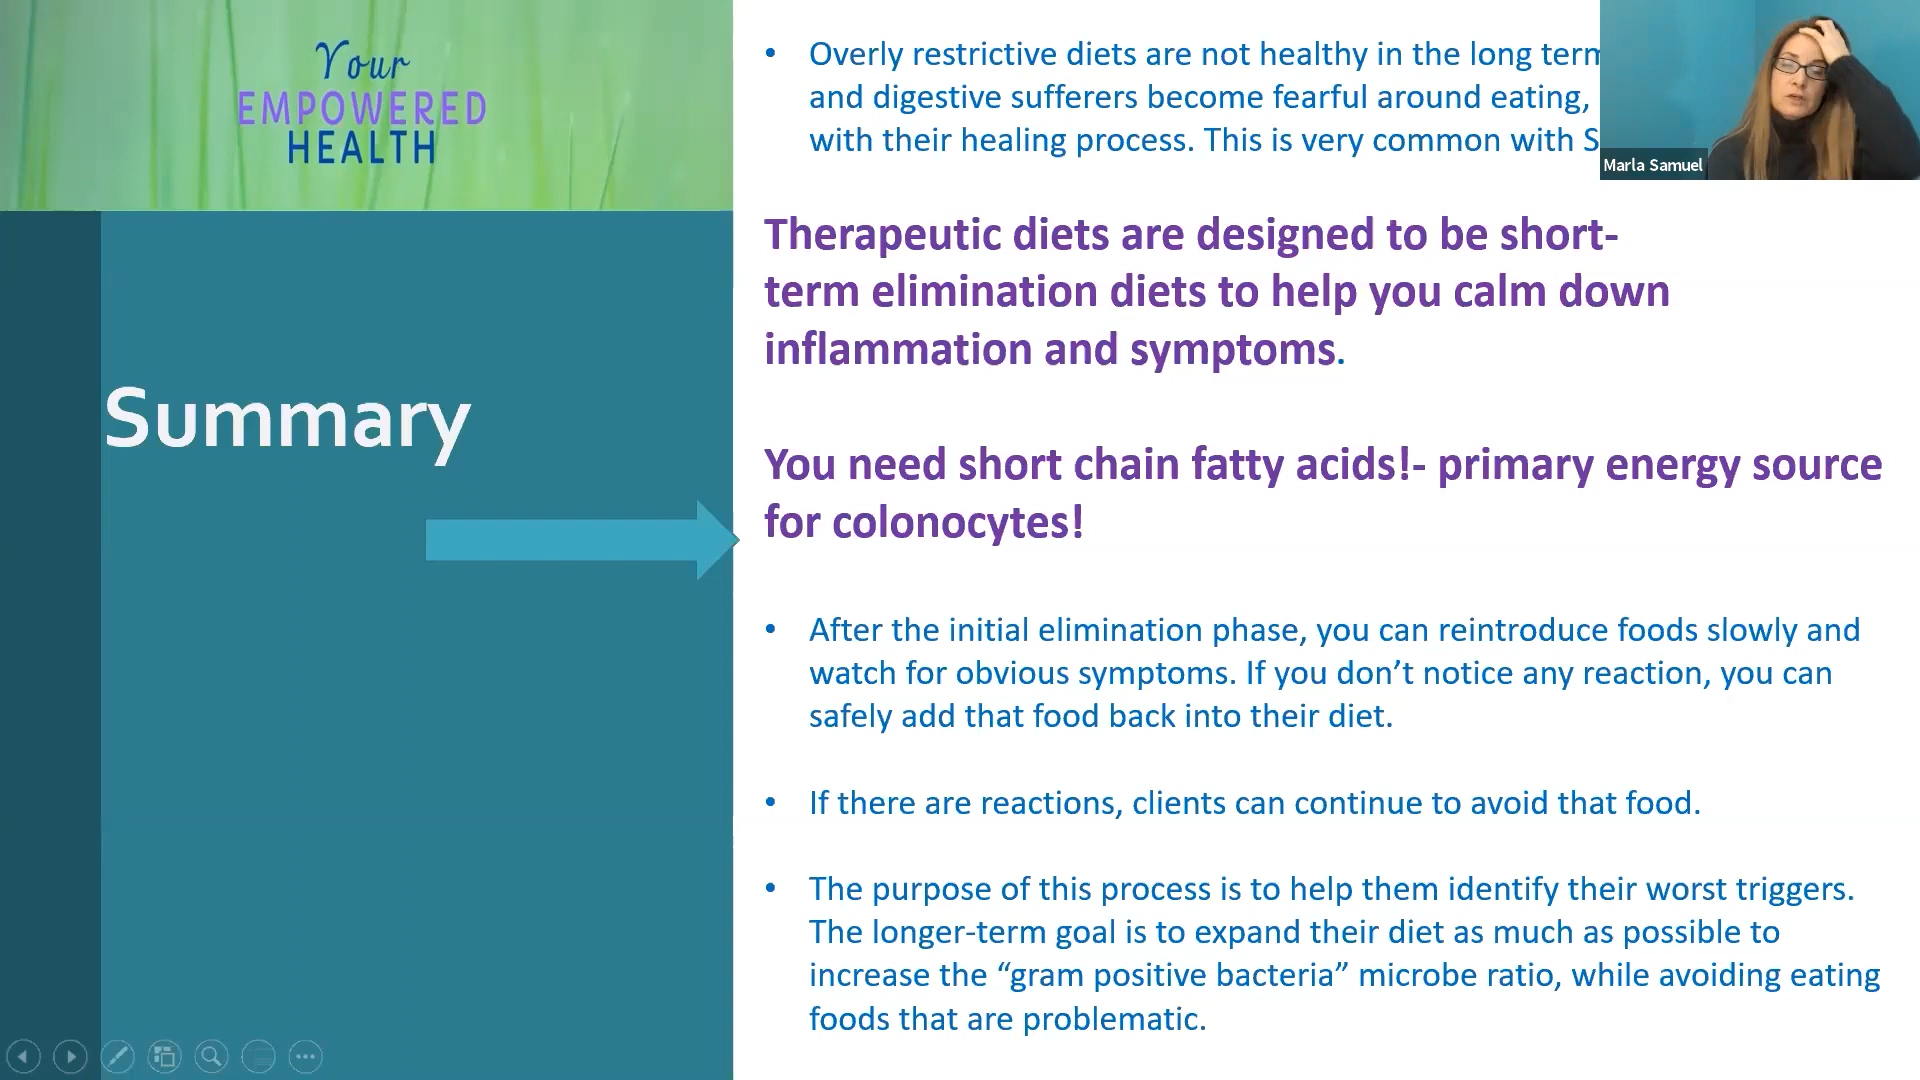 Your
EMPOWERED
HEALTH
Summary
• Overly restrictive diets are not healthy in the long
and digestive sufferers become fearful around eating,
with their healing process. This is very common with
Marla Samuel
Therapeutic diets are designed to be short-
term elimination diets to help you calm down
inflammation and symptoms.
You need short chain fatty acids!- primary energy source
for colonocytes!
• After the initial elimination phase, you can reintroduce foods slowly and
watch for obvious symptoms. If you don’t notice any reaction, you can
safely add that food back into their diet.
• If there are reactions, clients can continue to avoid that food.
• The purpose of this process is to help them identify their worst triggers.
The longer-term goal is to expand their diet as much as possible to
increase the “gram positive bacteria” microbe ratio, while avoiding eating
foods that are problematic.